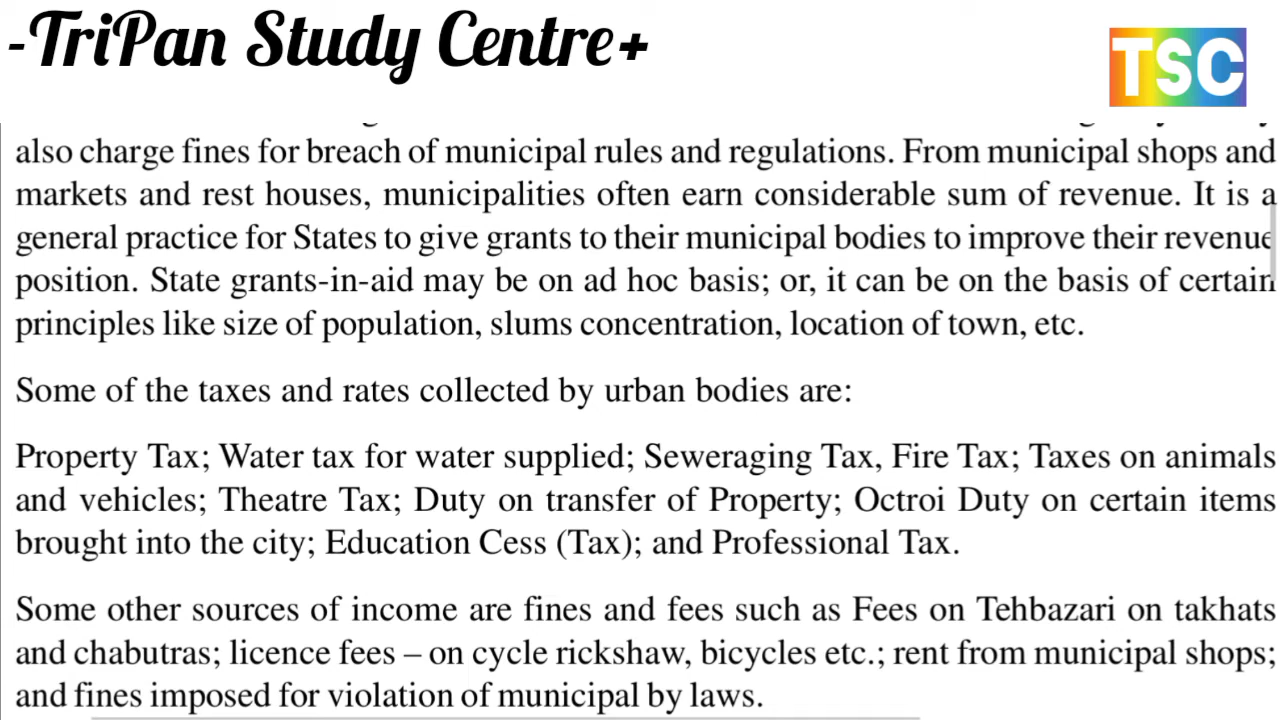 -TriPan Study Centre+
TSC
also charge fines for breach of municipal rules and regulations. From municipal shops and
markets and rest houses, municipalities often earn considerable sum of revenue. It is a
general practice for States to give grants to their municipal bodies to improve their revenue
position. State grants-in-aid may be on ad hoc basis; or, it can be on the basis of certain
principles like size of population, slums concentration, location of town, etc.
Some of the taxes and rates collected by urban bodies are:
Property Tax; Water tax for water supplied; Seweraging Tax, Fire Tax; Taxes on animals
and vehicles; Theatre Tax; Duty on transfer of Property; Octroi Duty on certain items
brought into the city; Education Cess (Tax); and Professional Tax.
Some other sources of income are fines and fees such as Fees on Tehbazari on takhats
and chabutras; licence fees – on cycle rickshaw, bicycles etc.; rent from municipal shops;
and fines imposed for violation of municipal by laws.